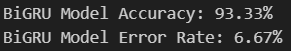 BiGRU Model Accuracy: 93.33%
BiGRU Model Error Rate: 6.67%